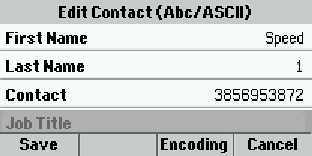 Edit Contact (Abc/ASCII)
First Name Speed
Last Name 1
Contact 3856953872
Job Title
Save Encoding Cancel